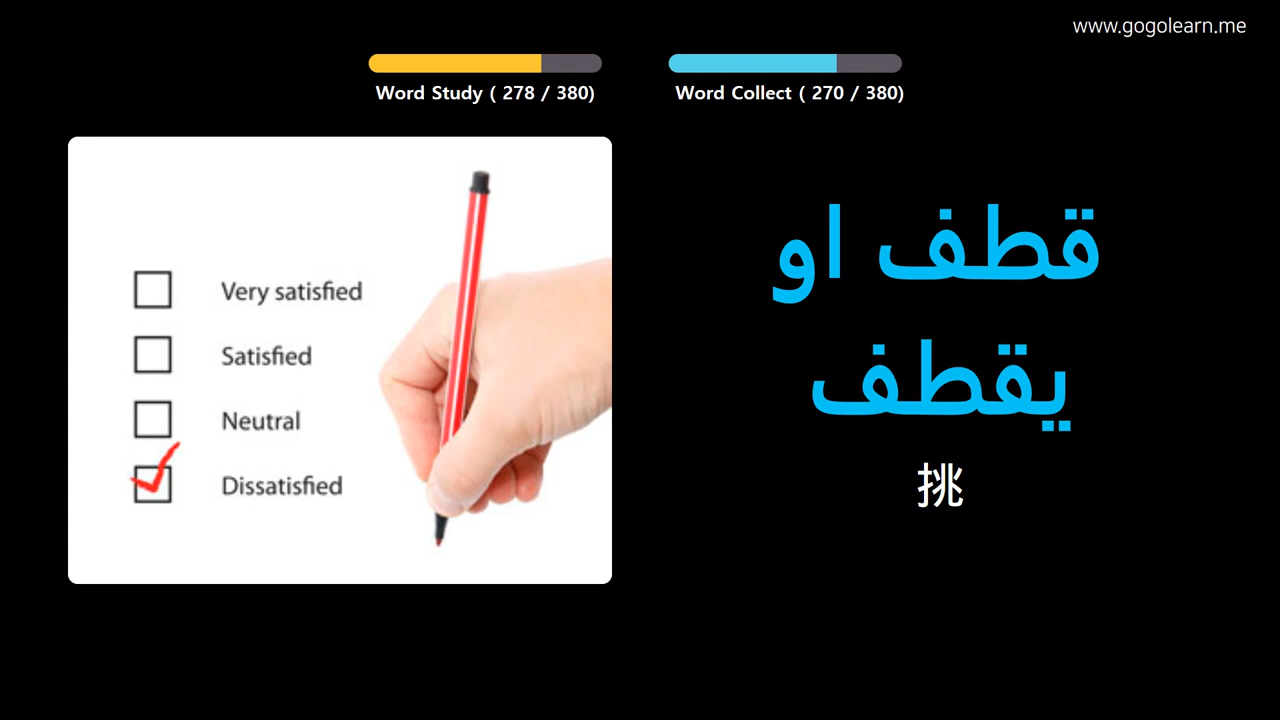 www.gogolearn.me
Word Study ( 278 / 380)
Word Collect ( 270 / 380)
Very satisfied
Satisfied
Neutral
Dissatisfied
قطف او
يقطف
挑